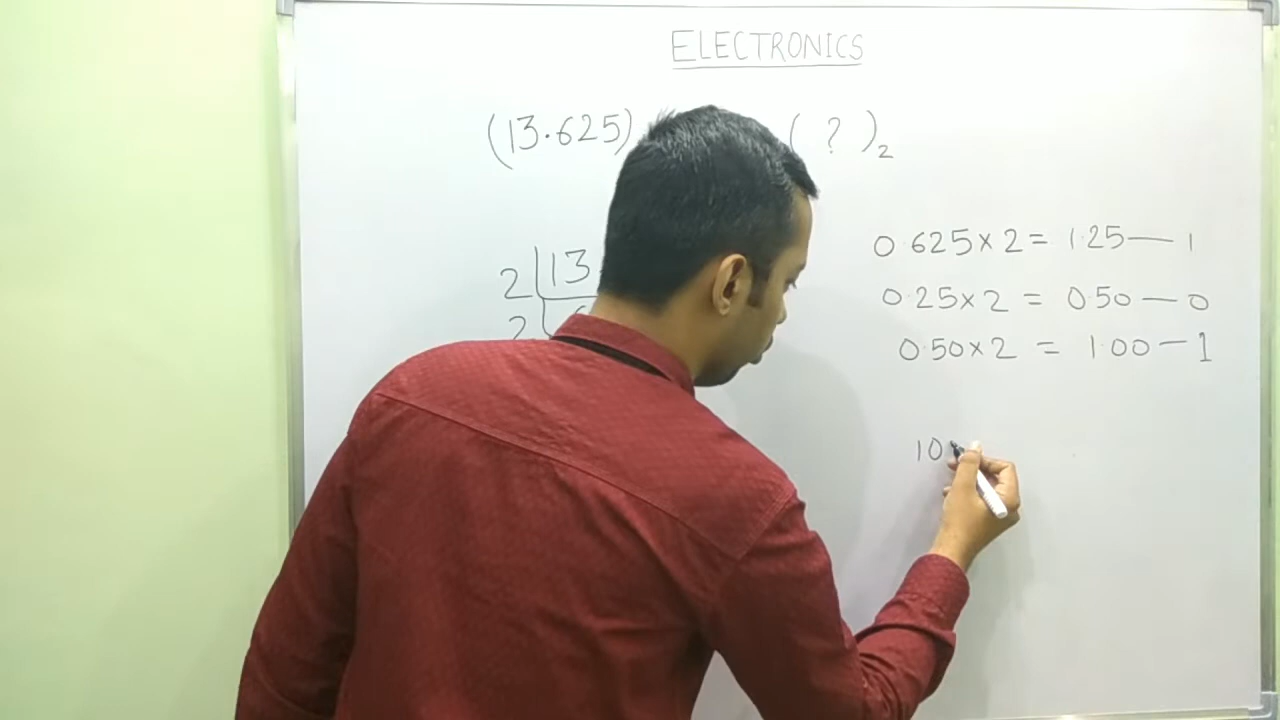 ELECTRONICS
(13.625) ( ? )₂
2 13
2
0.625×2 = 1.25 — 1
0.25×2 = 0.50 — 0
0.50×2 = 1.00 — 1
10